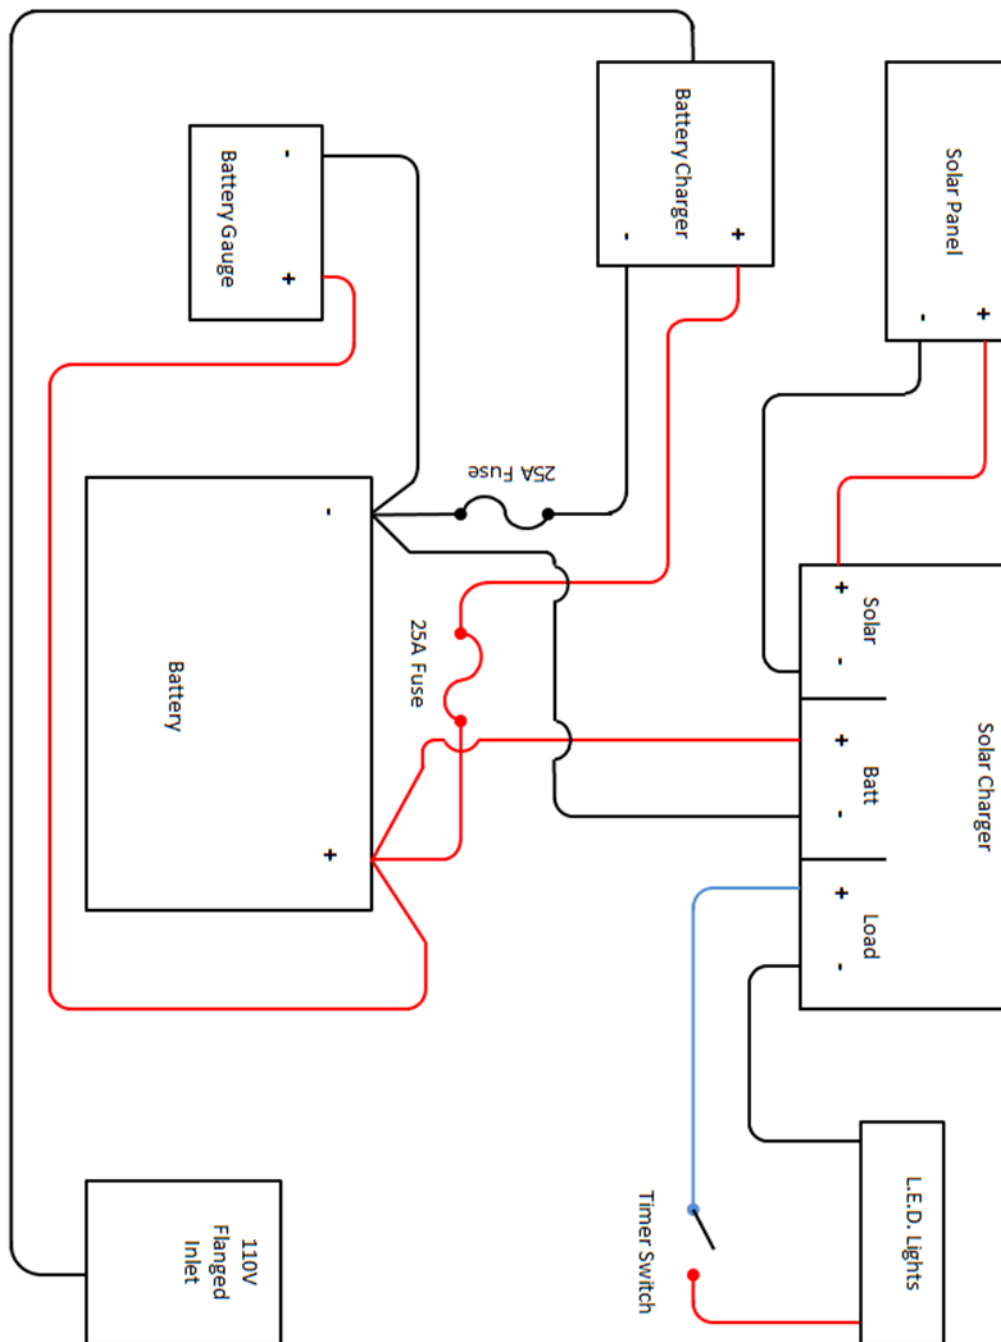 Solar Panel
-
+
Battery Charger
-
+
Battery Gauge
-
+
25A Fuse
25A Fuse
Battery
-
+
Solar Charger
Solar
+
-
Batt
+
-
Load
+
-
L.E.D. Lights
Timer Switch
110V
Flanged
Inlet